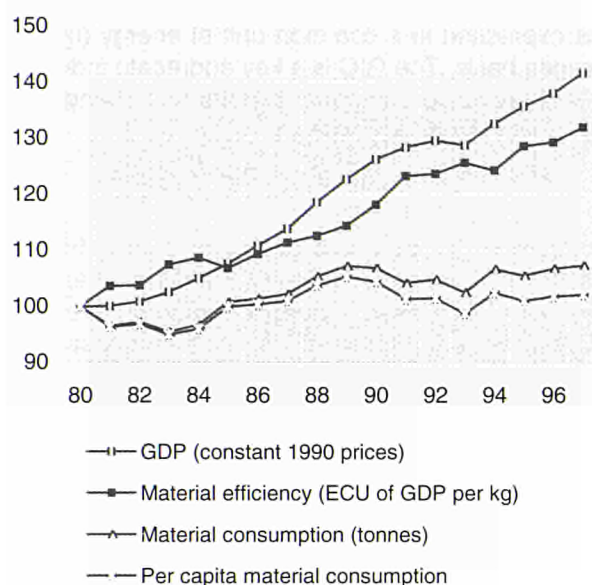 150
140
130
120
110
100
90
80 82 84 86 88 90 92 94 96
GDP (constant 1990 prices)
Material efficiency (ECU of GDP per kg)
Material consumption (tonnes)
Per capita material consumption